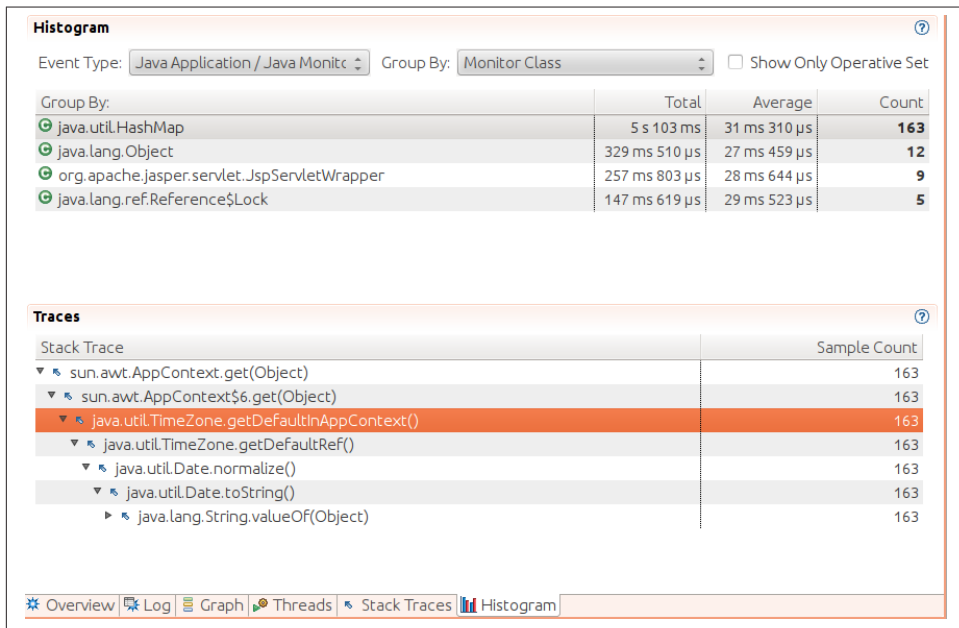 Histogram
Event Type: Java Application / Java Monitc Group By: Monitor Class Show Only Operative Set
Group By: Total Average Count
java.util.HashMap 5 s 103 ms 31 ms 310 µs 163
java.lang.Object 329 ms 510 µs 27 ms 459 µs 12
org.apache.jasper.servlet.JspServletWrapper 257 ms 803 µs 28 ms 644 µs 9
java.lang.ref.Reference$Lock 147 ms 619 µs 29 ms 523 µs 5
Traces
Stack Trace Sample Count
sun.awt.AppContext.get(Object) 163
sun.awt.AppContext$6.get(Object) 163
java.util.TimeZone.getDefaultInAppContext() 163
java.util.TimeZone.getDefaultRef() 163
java.util.Date.normalize() 163
java.util.Date.toString() 163
java.lang.String.valueOf(Object) 163
Overview Log Graph Threads Stack Traces Histogram